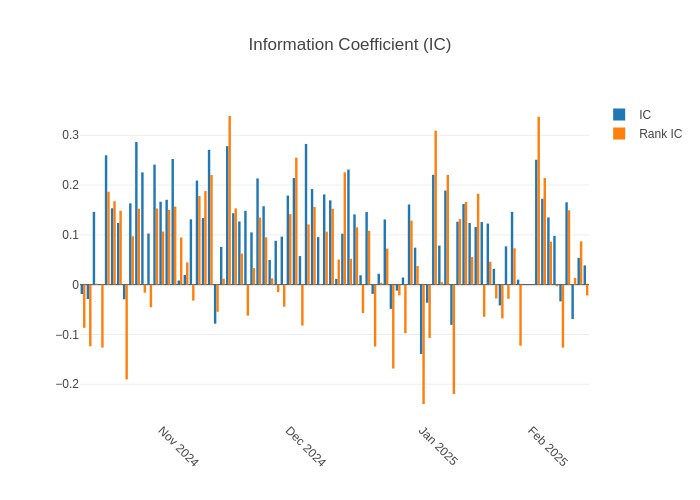 Information Coefficient (IC)
IC
Rank IC
0.3
0.2
0.1
0
−0.1
−0.2
Nov 2024
Dec 2024
Jan 2025
Feb 2025